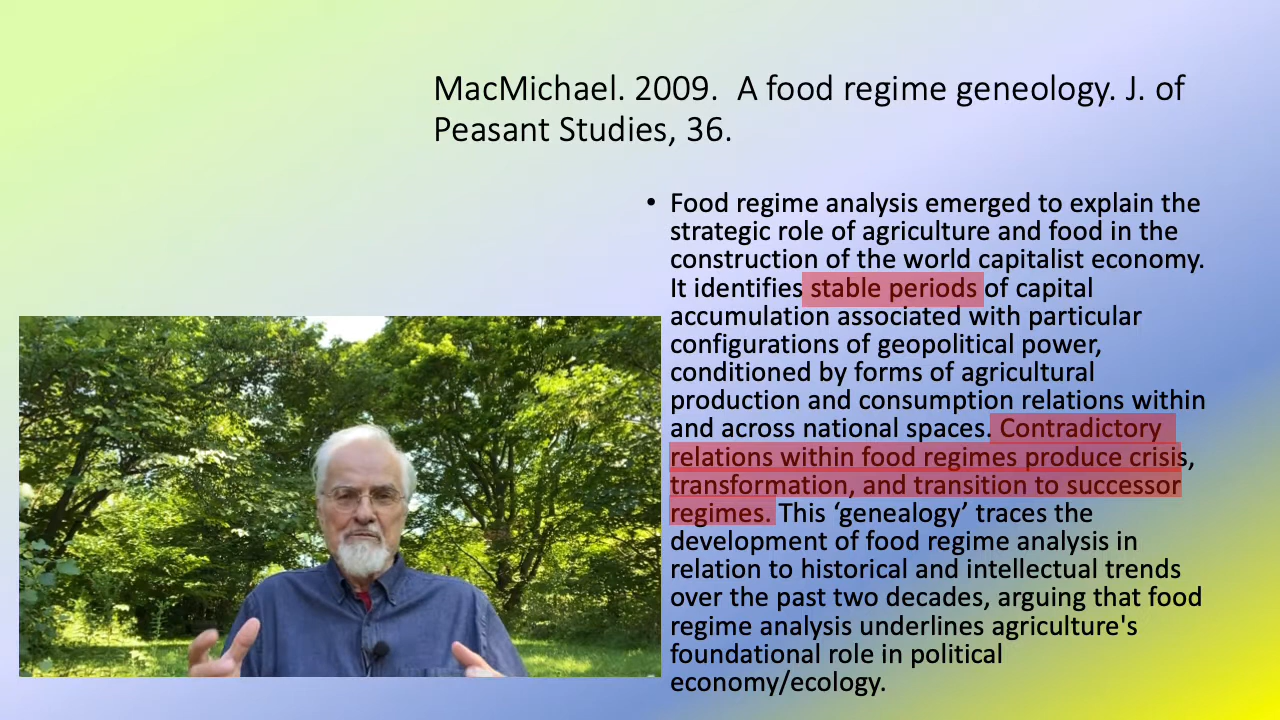 MacMichael. 2009.  A food regime geneology. J. of
Peasant Studies, 36.
• Food regime analysis emerged to explain the
strategic role of agriculture and food in the
construction of the world capitalist economy.
It identifies stable periods of capital
accumulation associated with particular
configurations of geopolitical power,
conditioned by forms of agricultural
production and consumption relations within
and across national spaces. Contradictory
relations within food regimes produce crisis,
transformation, and transition to successor
regimes. This ‘genealogy’ traces the
development of food regime analysis in
relation to historical and intellectual trends
over the past two decades, arguing that food
regime analysis underlines agriculture's
foundational role in political
economy/ecology.